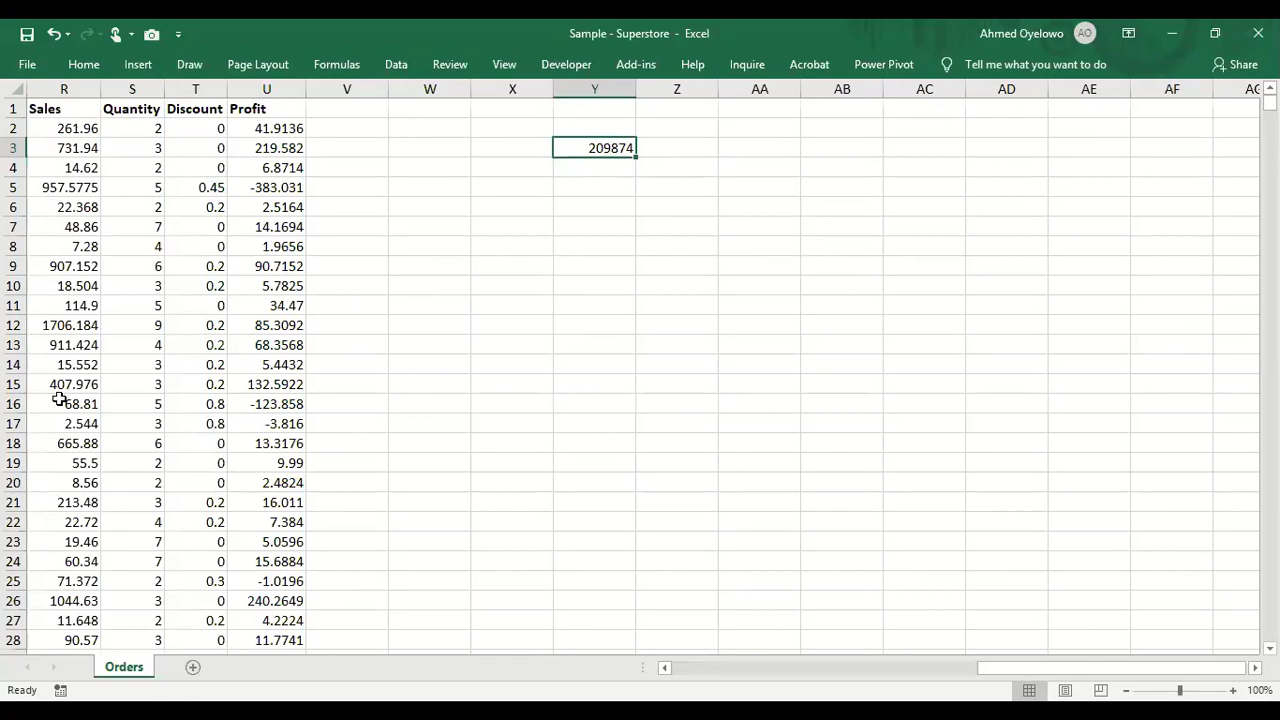 Sample - Superstore - Excel
Ahmed Oyelowo AO
File Home Insert Draw Page Layout Formulas Data Review View Developer Add-ins Help Inquire Acrobat Power Pivot Tell me what you want to do Share
R S T U V W X Y Z AA AB AC AD AE AF
1 Sales Quantity Discount Profit
2 261.96 2 0 41.9136
3 731.94 3 0 219.582 209874
4 14.62 2 0 6.8714
5 957.5775 5 0.45 -383.031
6 22.368 2 0.2 2.5164
7 48.86 7 0 14.1694
8 7.28 4 0 1.9656
9 907.152 6 0.2 90.7152
10 18.504 3 0.2 5.7825
11 114.9 5 0 34.47
12 1706.184 9 0.2 85.3092
13 911.424 4 0.2 68.3568
14 15.552 3 0.2 5.4432
15 407.976 3 0.2 132.5922
16 68.81 5 0.8 -123.858
17 2.544 3 0.8 -3.816
18 665.88 6 0 13.3176
19 55.5 2 0 9.99
20 8.56 2 0 2.4824
21 213.48 3 0.2 16.011
22 22.72 4 0.2 7.384
23 19.46 7 0 5.0596
24 60.34 7 0 15.6884
25 71.372 2 0.3 -1.0196
26 1044.63 3 0 240.2649
27 11.648 2 0.2 4.2224
28 90.57 3 0 11.7741
Orders
Ready 100%